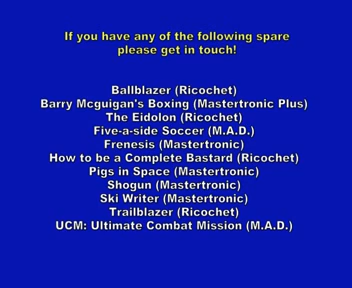 If you have any of the following spare
please get in touch!
Ballblazer (Ricochet)
Barry Mcguigan's Boxing (Mastertronic Plus)
The Eidolon (Ricochet)
Five-a-side Soccer (M.A.D.)
Frenesis (Mastertronic)
How to be a Complete Bastard (Ricochet)
Pigs in Space (Mastertronic)
Shogun (Mastertronic)
Ski Writer (Mastertronic)
Trailblazer (Ricochet)
UCM: Ultimate Combat Mission (M.A.D.)